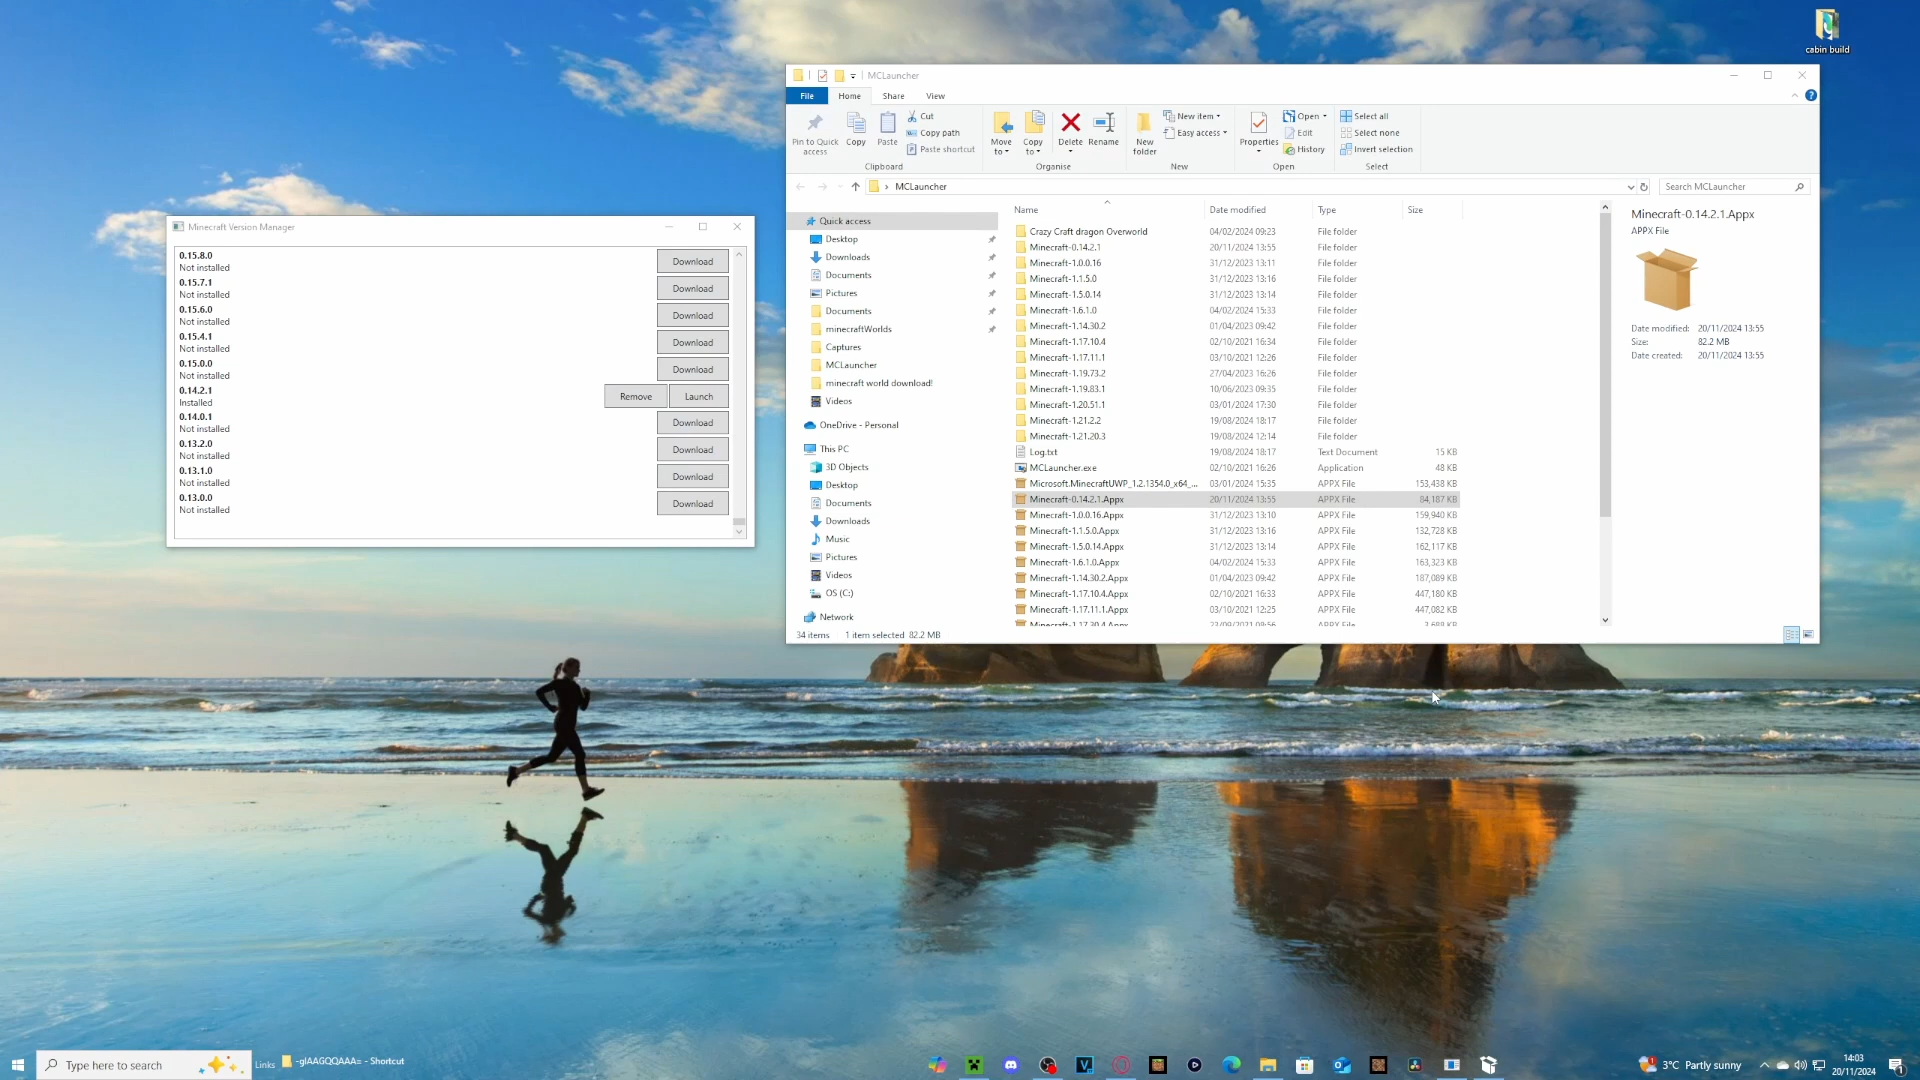 cabin build
MCLauncher
File Home Share View
Pin to Quick access
Copy
Paste
Cut
Copy path
Paste shortcut
Clipboard
Move to
Copy to
Delete
Rename
Organise
New folder
New item
Easy access
New
Properties
Open
Edit
History
Open
Select all
Select none
Invert selection
Select
MCLauncher
Search MCLauncher
Quick access
Desktop
Downloads
Documents
Pictures
Documents
minecraftWorlds
Captures
MCLauncher
minecraft world download!
Videos
OneDrive - Personal
This PC
3D Objects
Desktop
Documents
Downloads
Music
Pictures
Videos
OS (C:)
Network
Name Date modified Type Size
Crazy Craft dragon Overworld 04/02/2024 09:23 File folder
Minecraft-0.14.2.1 20/11/2024 13:55 File folder
Minecraft-1.0.0.16 31/12/2023 13:11 File folder
Minecraft-1.1.5.0 31/12/2023 13:16 File folder
Minecraft-1.5.0.14 31/12/2023 13:14 File folder
Minecraft-1.6.1.0 04/02/2024 15:33 File folder
Minecraft-1.14.30.2 01/04/2023 09:42 File folder
Minecraft-1.17.10.4 02/10/2021 16:34 File folder
Minecraft-1.17.11.1 03/10/2021 12:26 File folder
Minecraft-1.19.73.2 27/04/2023 16:26 File folder
Minecraft-1.19.83.1 10/06/2023 09:35 File folder
Minecraft-1.20.51.1 03/01/2024 17:30 File folder
Minecraft-1.21.2.2 19/08/2024 18:17 File folder
Minecraft-1.21.20.3 19/08/2024 12:14 File folder
Log.txt 19/08/2024 18:17 Text Document 15 KB
MCLauncher.exe 02/10/2021 16:26 Application 48 KB
Microsoft.MinecraftUWP_1.2.1354.0_x64_... 03/01/2024 15:35 APPX File 153,438 KB
Minecraft-0.14.2.1.Appx 20/11/2024 13:55 APPX File 84,187 KB
Minecraft-1.0.0.16.Appx 31/12/2023 13:10 APPX File 159,940 KB
Minecraft-1.1.5.0.Appx 31/12/2023 13:16 APPX File 132,728 KB
Minecraft-1.5.0.14.Appx 31/12/2023 13:14 APPX File 162,117 KB
Minecraft-1.6.1.0.Appx 04/02/2024 15:33 APPX File 163,323 KB
Minecraft-1.14.30.2.Appx 01/04/2023 09:42 APPX File 187,089 KB
Minecraft-1.17.10.4.Appx 02/10/2021 16:33 APPX File 447,180 KB
Minecraft-1.17.11.1.Appx 03/10/2021 12:25 APPX File 447,082 KB
Minecraft-1.17.30.4.Appx 23/09/2021 08:56 APPX File 3,688 KB
Minecraft-0.14.2.1.Appx
APPX File
Date modified: 20/11/2024 13:55
Size: 82.2 MB
Date created: 20/11/2024 13:55
34 items 1 item selected 82.2 MB
Minecraft Version Manager
0.15.8.0
Not installed Download
0.15.7.1
Not installed Download
0.15.6.0
Not installed Download
0.15.4.1
Not installed Download
0.15.0.0
Not installed Download
0.14.2.1
Installed Remove Launch
0.14.0.1
Not installed Download
0.13.2.0
Not installed Download
0.13.1.0
Not installed Download
0.13.0.0
Not installed Download
Type here to search
Links
-glAAGQQAAA= - Shortcut
3°C Partly sunny
14:03
20/11/2024